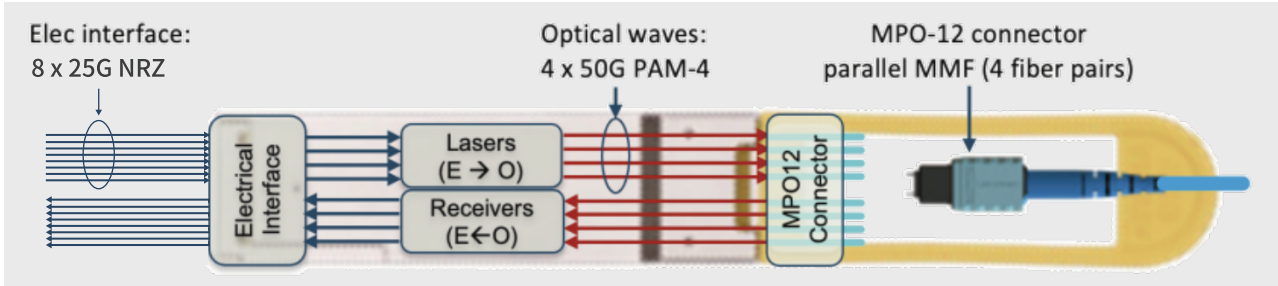 Elec interface:
8 x 25G NRZ
Optical waves:
4 x 50G PAM-4
MPO-12 connector
parallel MMF (4 fiber pairs)
Electrical
Interface
Lasers
(E → O)
Receivers
(E←O)
MPO12
Connector